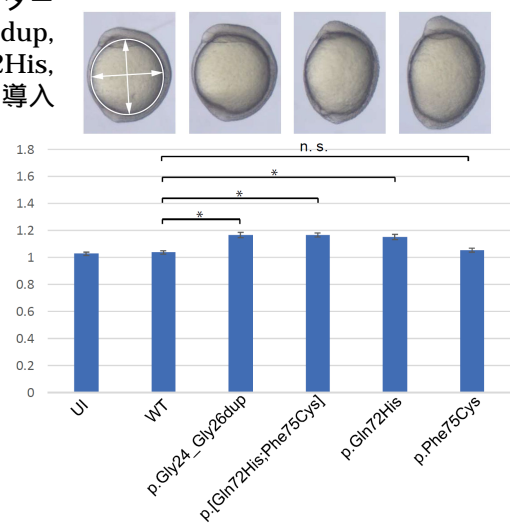 dup,
2His,
導入
n. s.
*
*
*
1.8
1.6
1.4
1.2
1
0.8
0.6
0.4
0.2
0
UI
WT
p.Gly24_Gly26dup
p.[Gln72His;Phe75Cys]
p.Gln72His
p.Phe75Cys